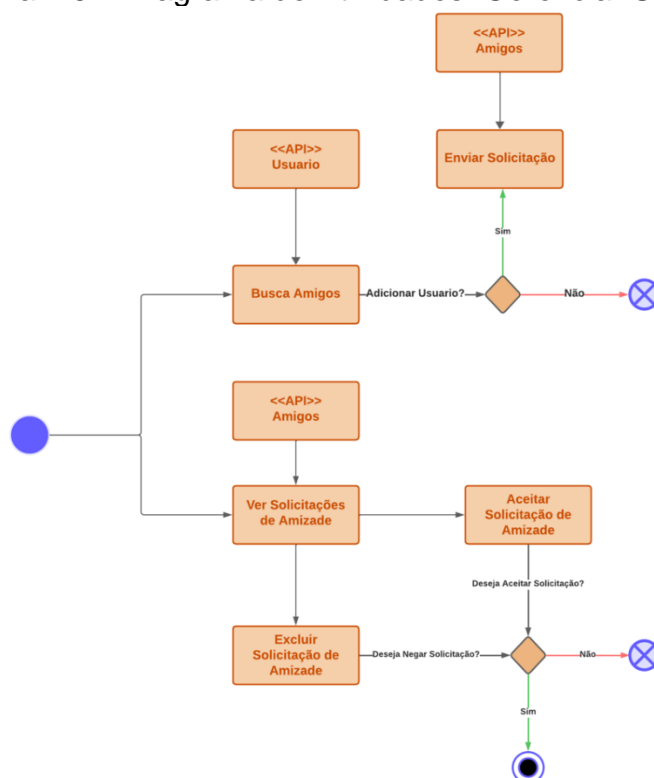 <<API>>
Amigos
Enviar Solicitação
Sim
<<API>>
Usuario
Busca Amigos
Adicionar Usuario?
Não
<<API>>
Amigos
Ver Solicitações
de Amizade
Aceitar
Solicitação de
Amizade
Deseja Aceitar Solicitação?
Excluir
Solicitação de
Amizade
Deseja Negar Solicitação?
Não
Sim